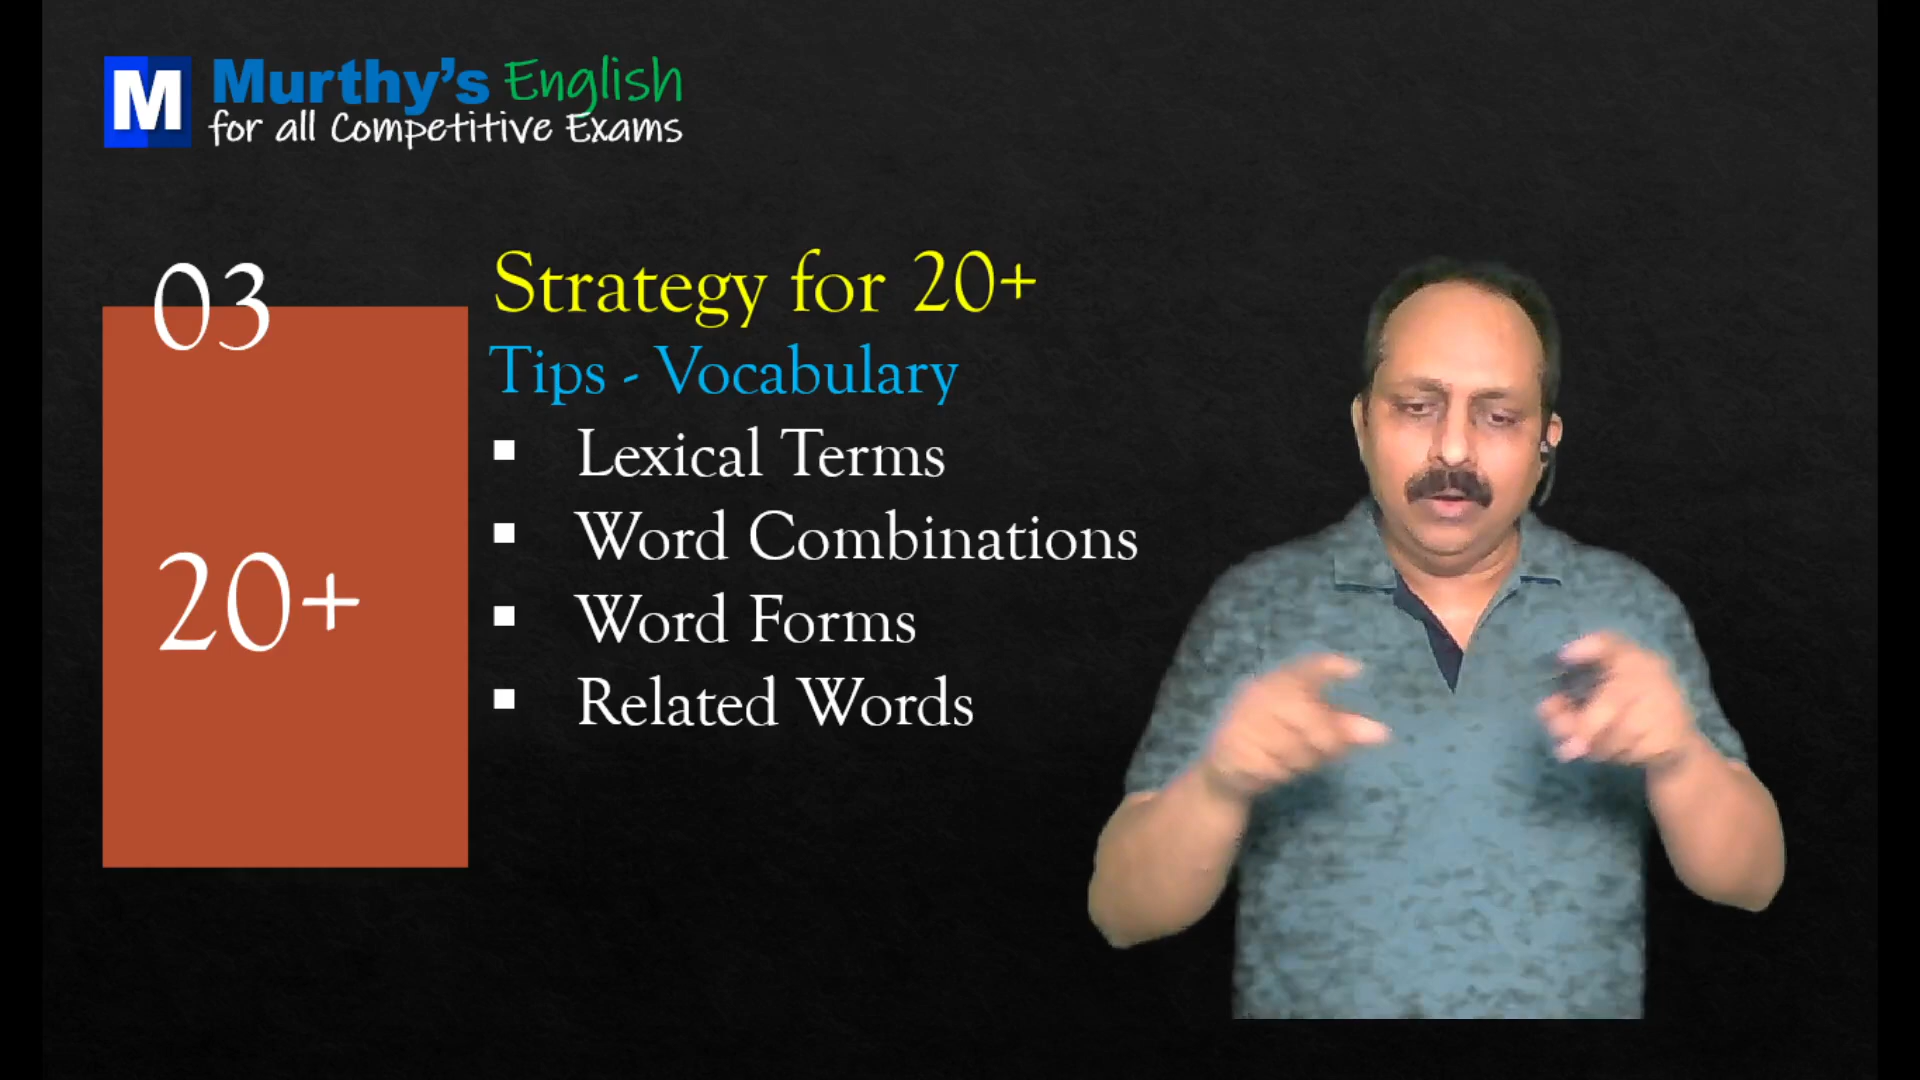 M Murthy's English
for all Competitive Exams
03
20+
Strategy for 20+
Tips - Vocabulary
▪ Lexical Terms
▪ Word Combinations
▪ Word Forms
▪ Related Words